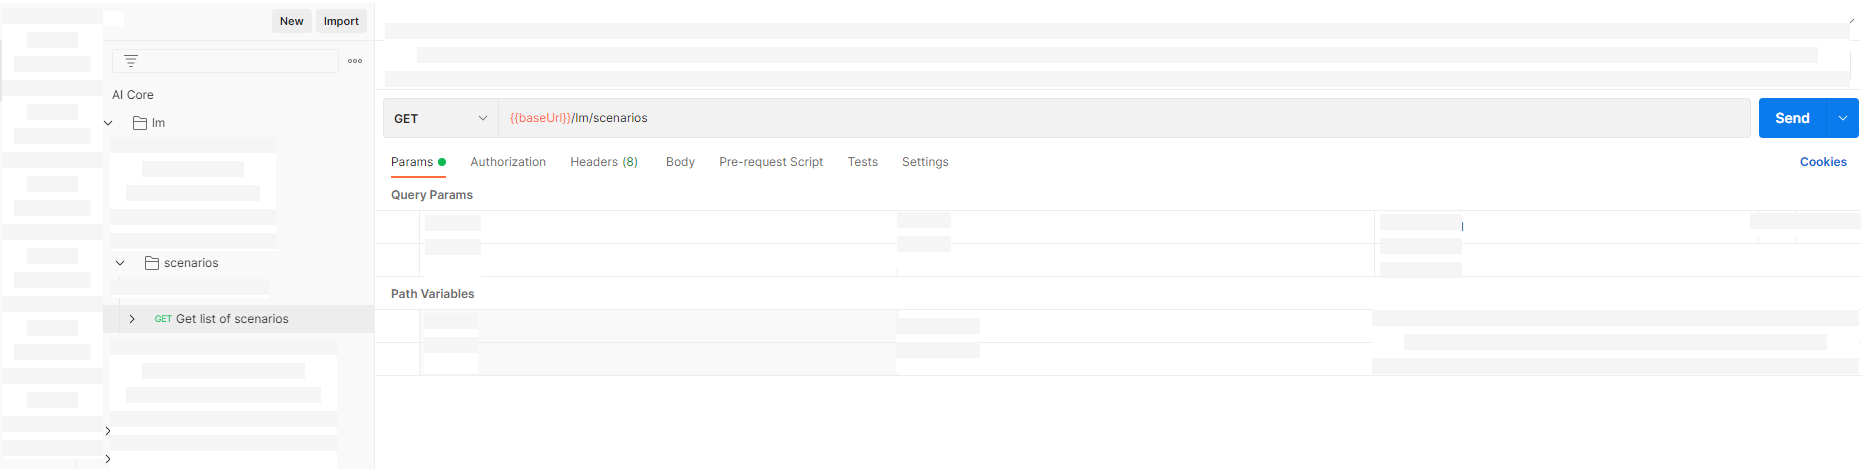 New Import
AI Core
lm
scenarios
GET Get list of scenarios
GET {{baseUrl}}/lm/scenarios Send
Params Authorization Headers (8) Body Pre-request Script Tests Settings Cookies
Query Params
Path Variables